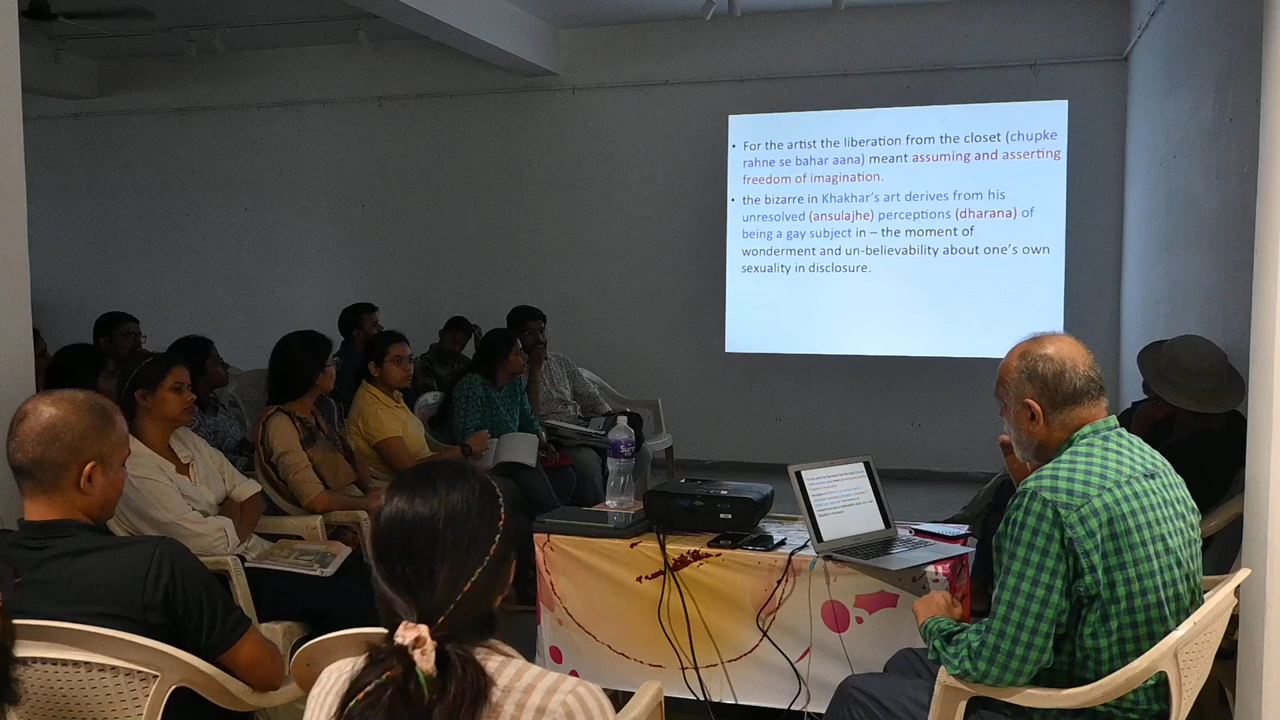 • For the artist the liberation from the closet (chupke
rahne se bahar aana) meant assuming and asserting
freedom of imagination.
• the bizarre in Khakhar's art derives from his
unresolved (ansulajhe) perceptions (dharana) of
being a gay subject in – the moment of
wonderment and un-believability about one's own
sexuality in disclosure.